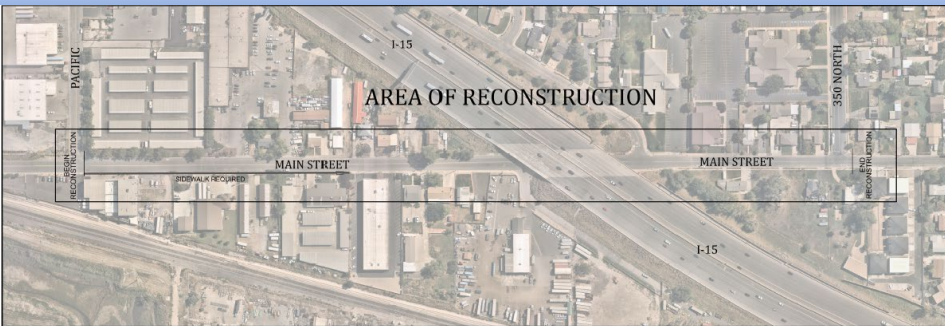 I-15
PACIFIC
350 NORTH
AREA OF RECONSTRUCTION
BEGIN
RECONSTRUCTION
MAIN STREET
MAIN STREET
END
RECONSTRUCTION
SIDEWALK REQUIRED
I-15